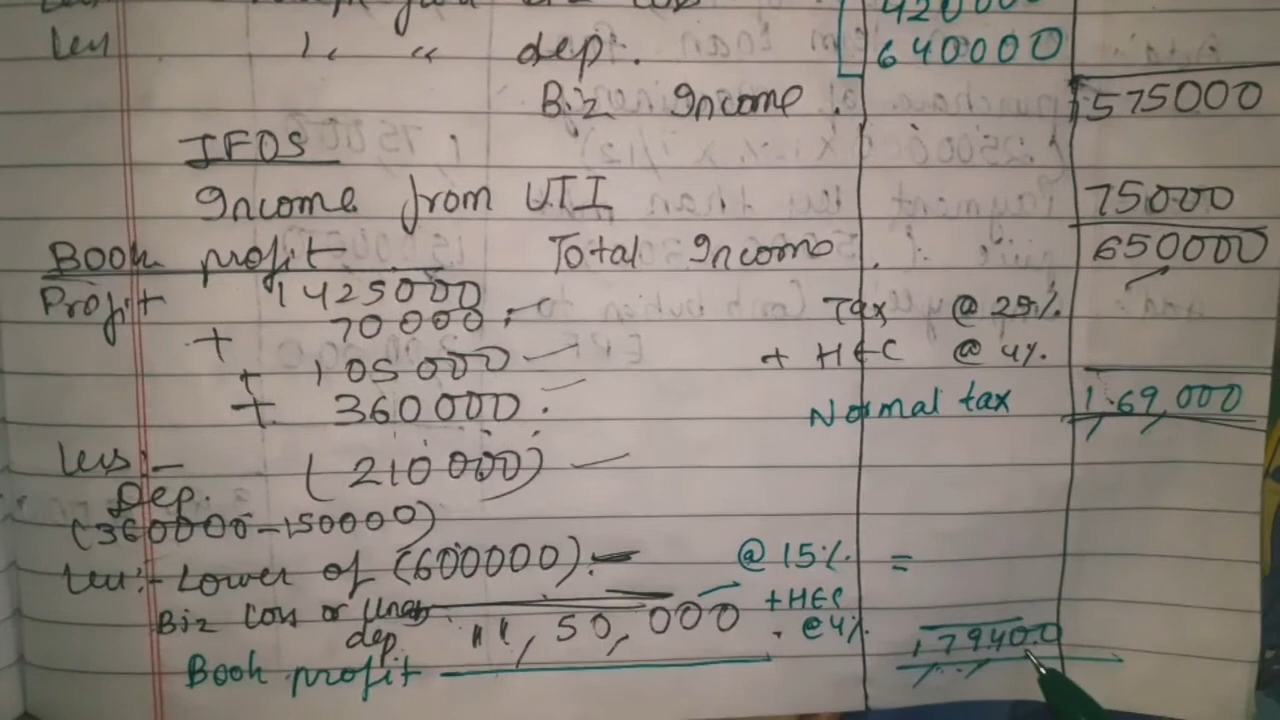 420000
Less " " dep. 640000
Biz Income. 575000
IFOS
Income from UTI 75000
Book profit Total Income. 650000
Profit 1425000 Tax @ 25%
+ 70000 + HEC @ 4%.
+ 105000
+ 360000. Normal tax 1,69,000
Less:- (210000)
Dep.
(360000-150000)
Less:- Lower of (600000). @ 15% =
Biz loss or Unab dep. 11,50,000 +HEC @4%. 179400
Book profit